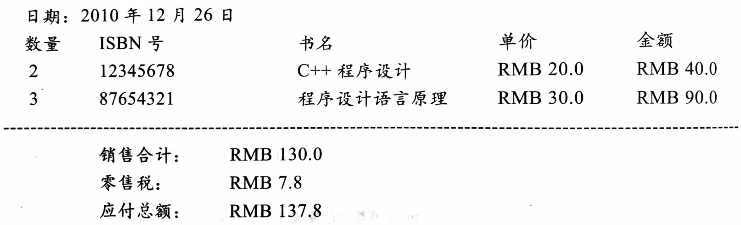 日期：2010 年 12 月 26 日
数量 ISBN 号 书名 单价 金额
2 12345678 C++ 程序设计 RMB 20.0 RMB 40.0
3 87654321 程序设计语言原理 RMB 30.0 RMB 90.0
销售合计： RMB 130.0
零售税： RMB 7.8
应付总额： RMB 137.8